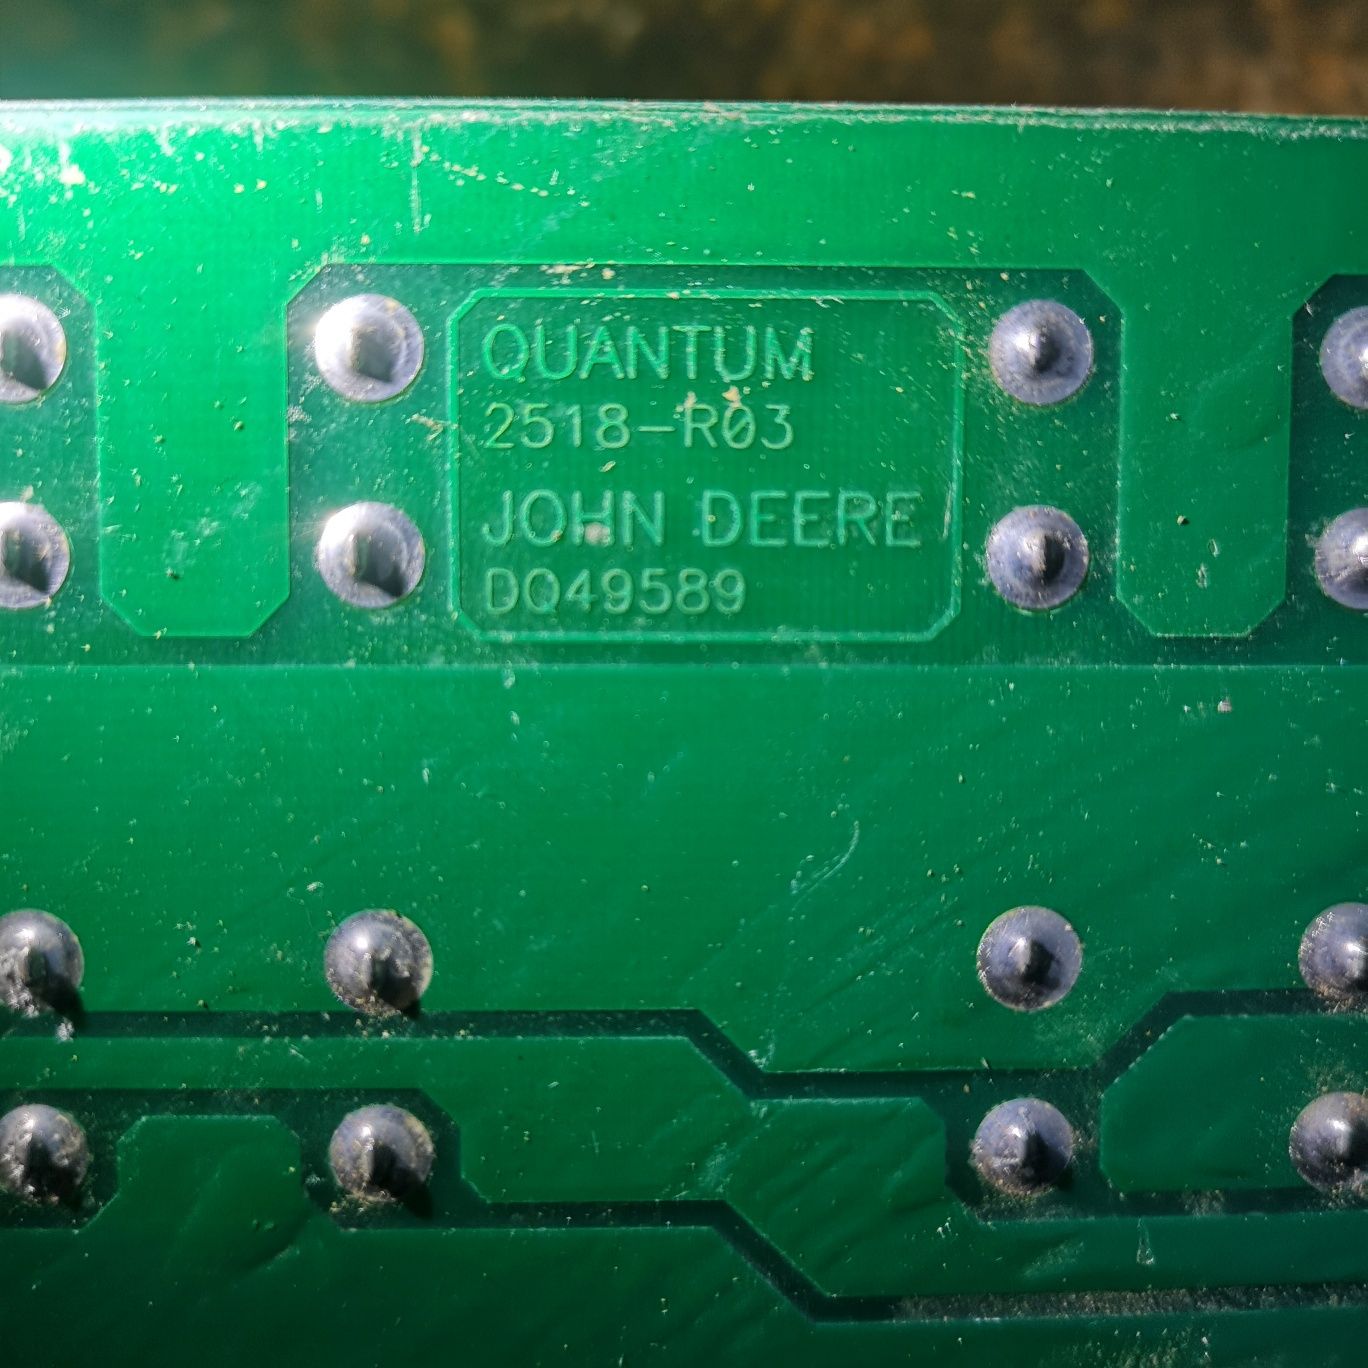 QUANTUM
2518-R03
JOHN DEERE
DQ49589